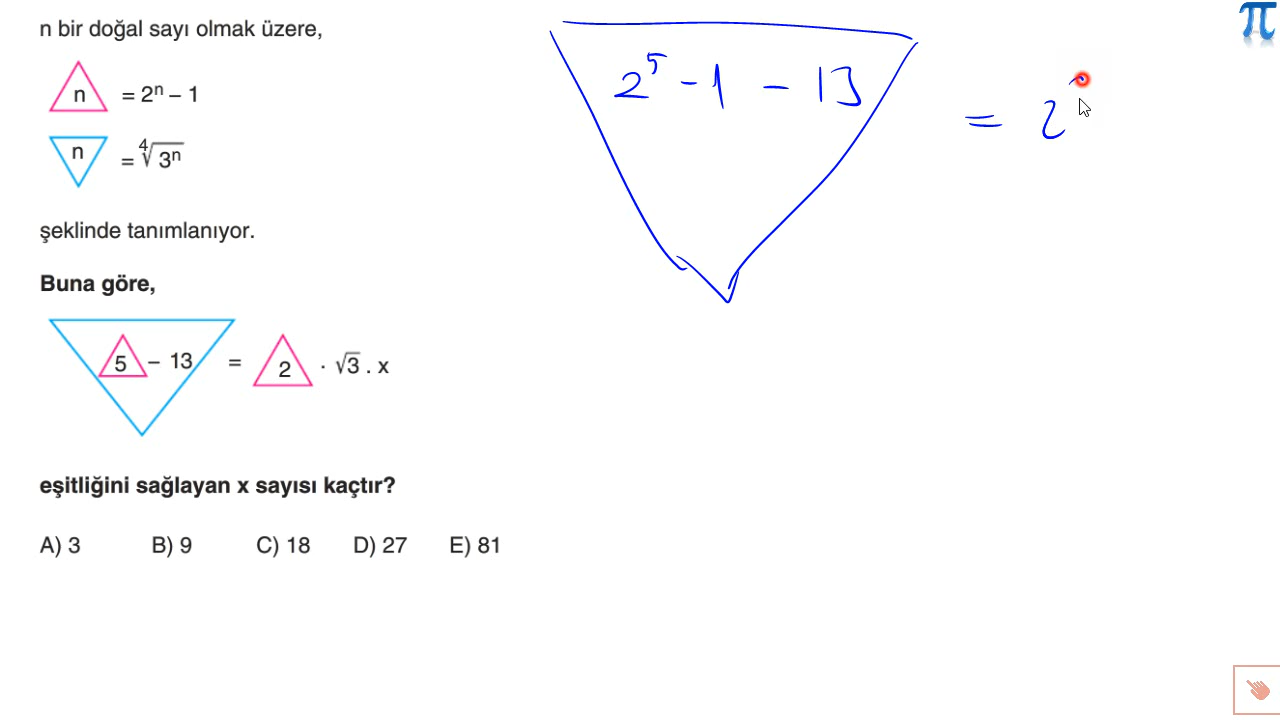 n bir doğal sayı olmak üzere,
n = 2ⁿ – 1
n = ∜3ⁿ
şeklinde tanımlanıyor.
Buna göre,
5 – 13 = 2 · √3 . x
eşitliğini sağlayan x sayısı kaçtır?
A) 3 B) 9 C) 18 D) 27 E) 81
2⁵ - 1 - 13 = 2
π